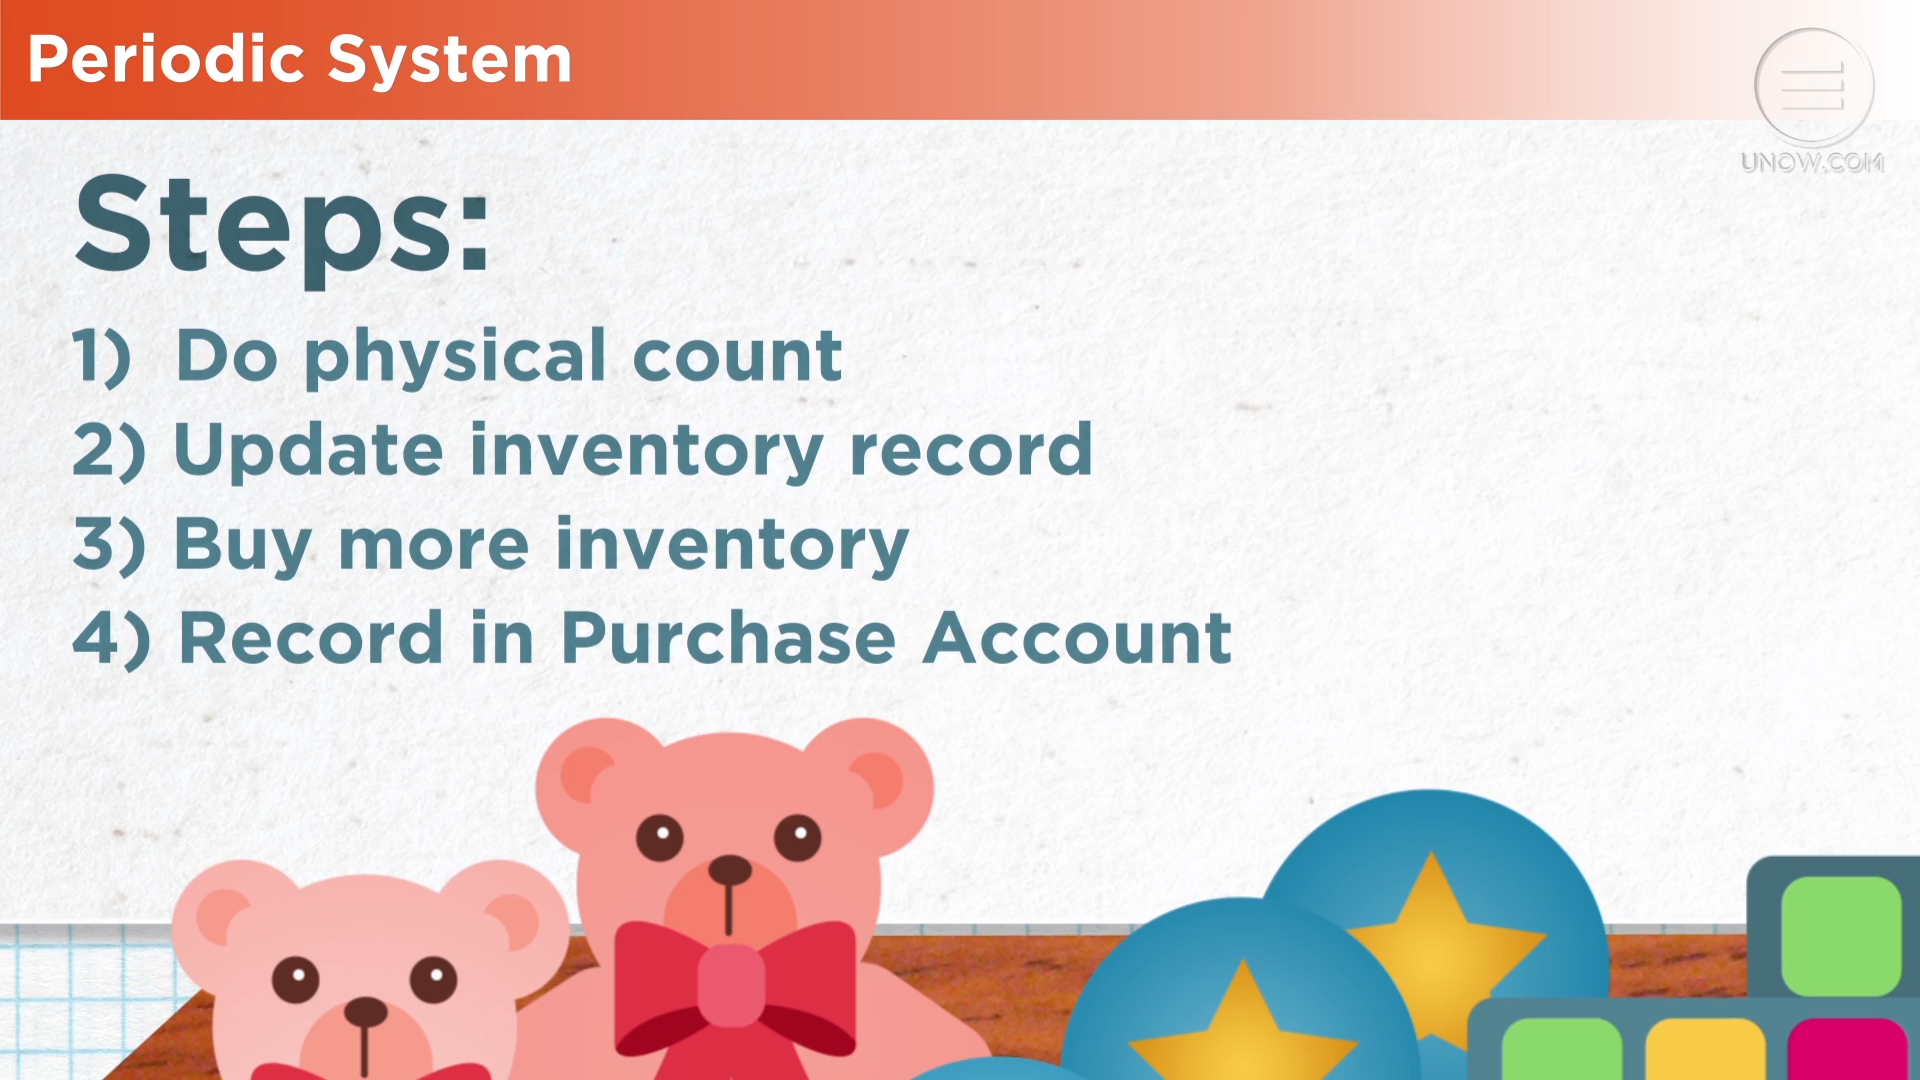 Periodic System
UNOW.COM
Steps:
1) Do physical count
2) Update inventory record
3) Buy more inventory
4) Record in Purchase Account